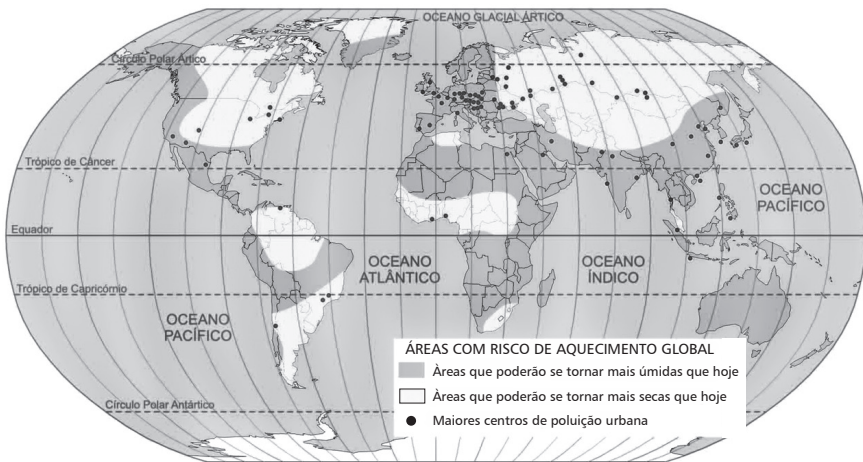 OCEANO GLACIAL ÁRTICO
Círculo Polar Ártico
Trópico de Câncer
OCEANO
PACÍFICO
Equador
OCEANO
ATLÂNTICO
OCEANO
ÍNDICO
Trópico de Capricórnio
OCEANO
PACÍFICO
ÁREAS COM RISCO DE AQUECIMENTO GLOBAL
Àreas que poderão se tornar mais úmidas que hoje
Àreas que poderão se tornar mais secas que hoje
Maiores centros de poluição urbana
Círculo Polar Antártico